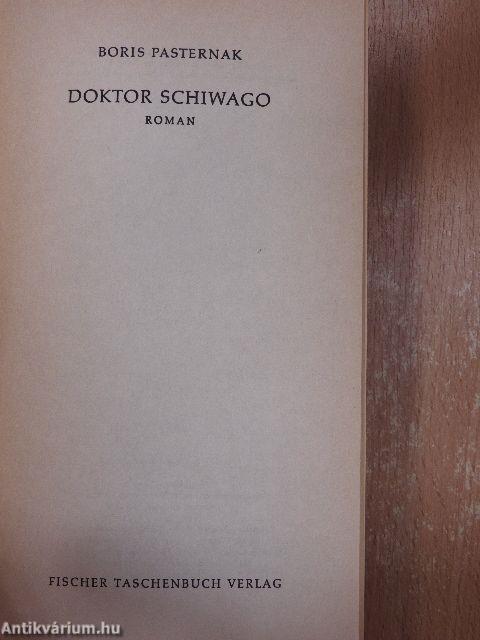 BORIS PASTERNAK
DOKTOR SCHIWAGO
ROMAN
FISCHER TASCHENBUCH VERLAG
Antikvárium.hu